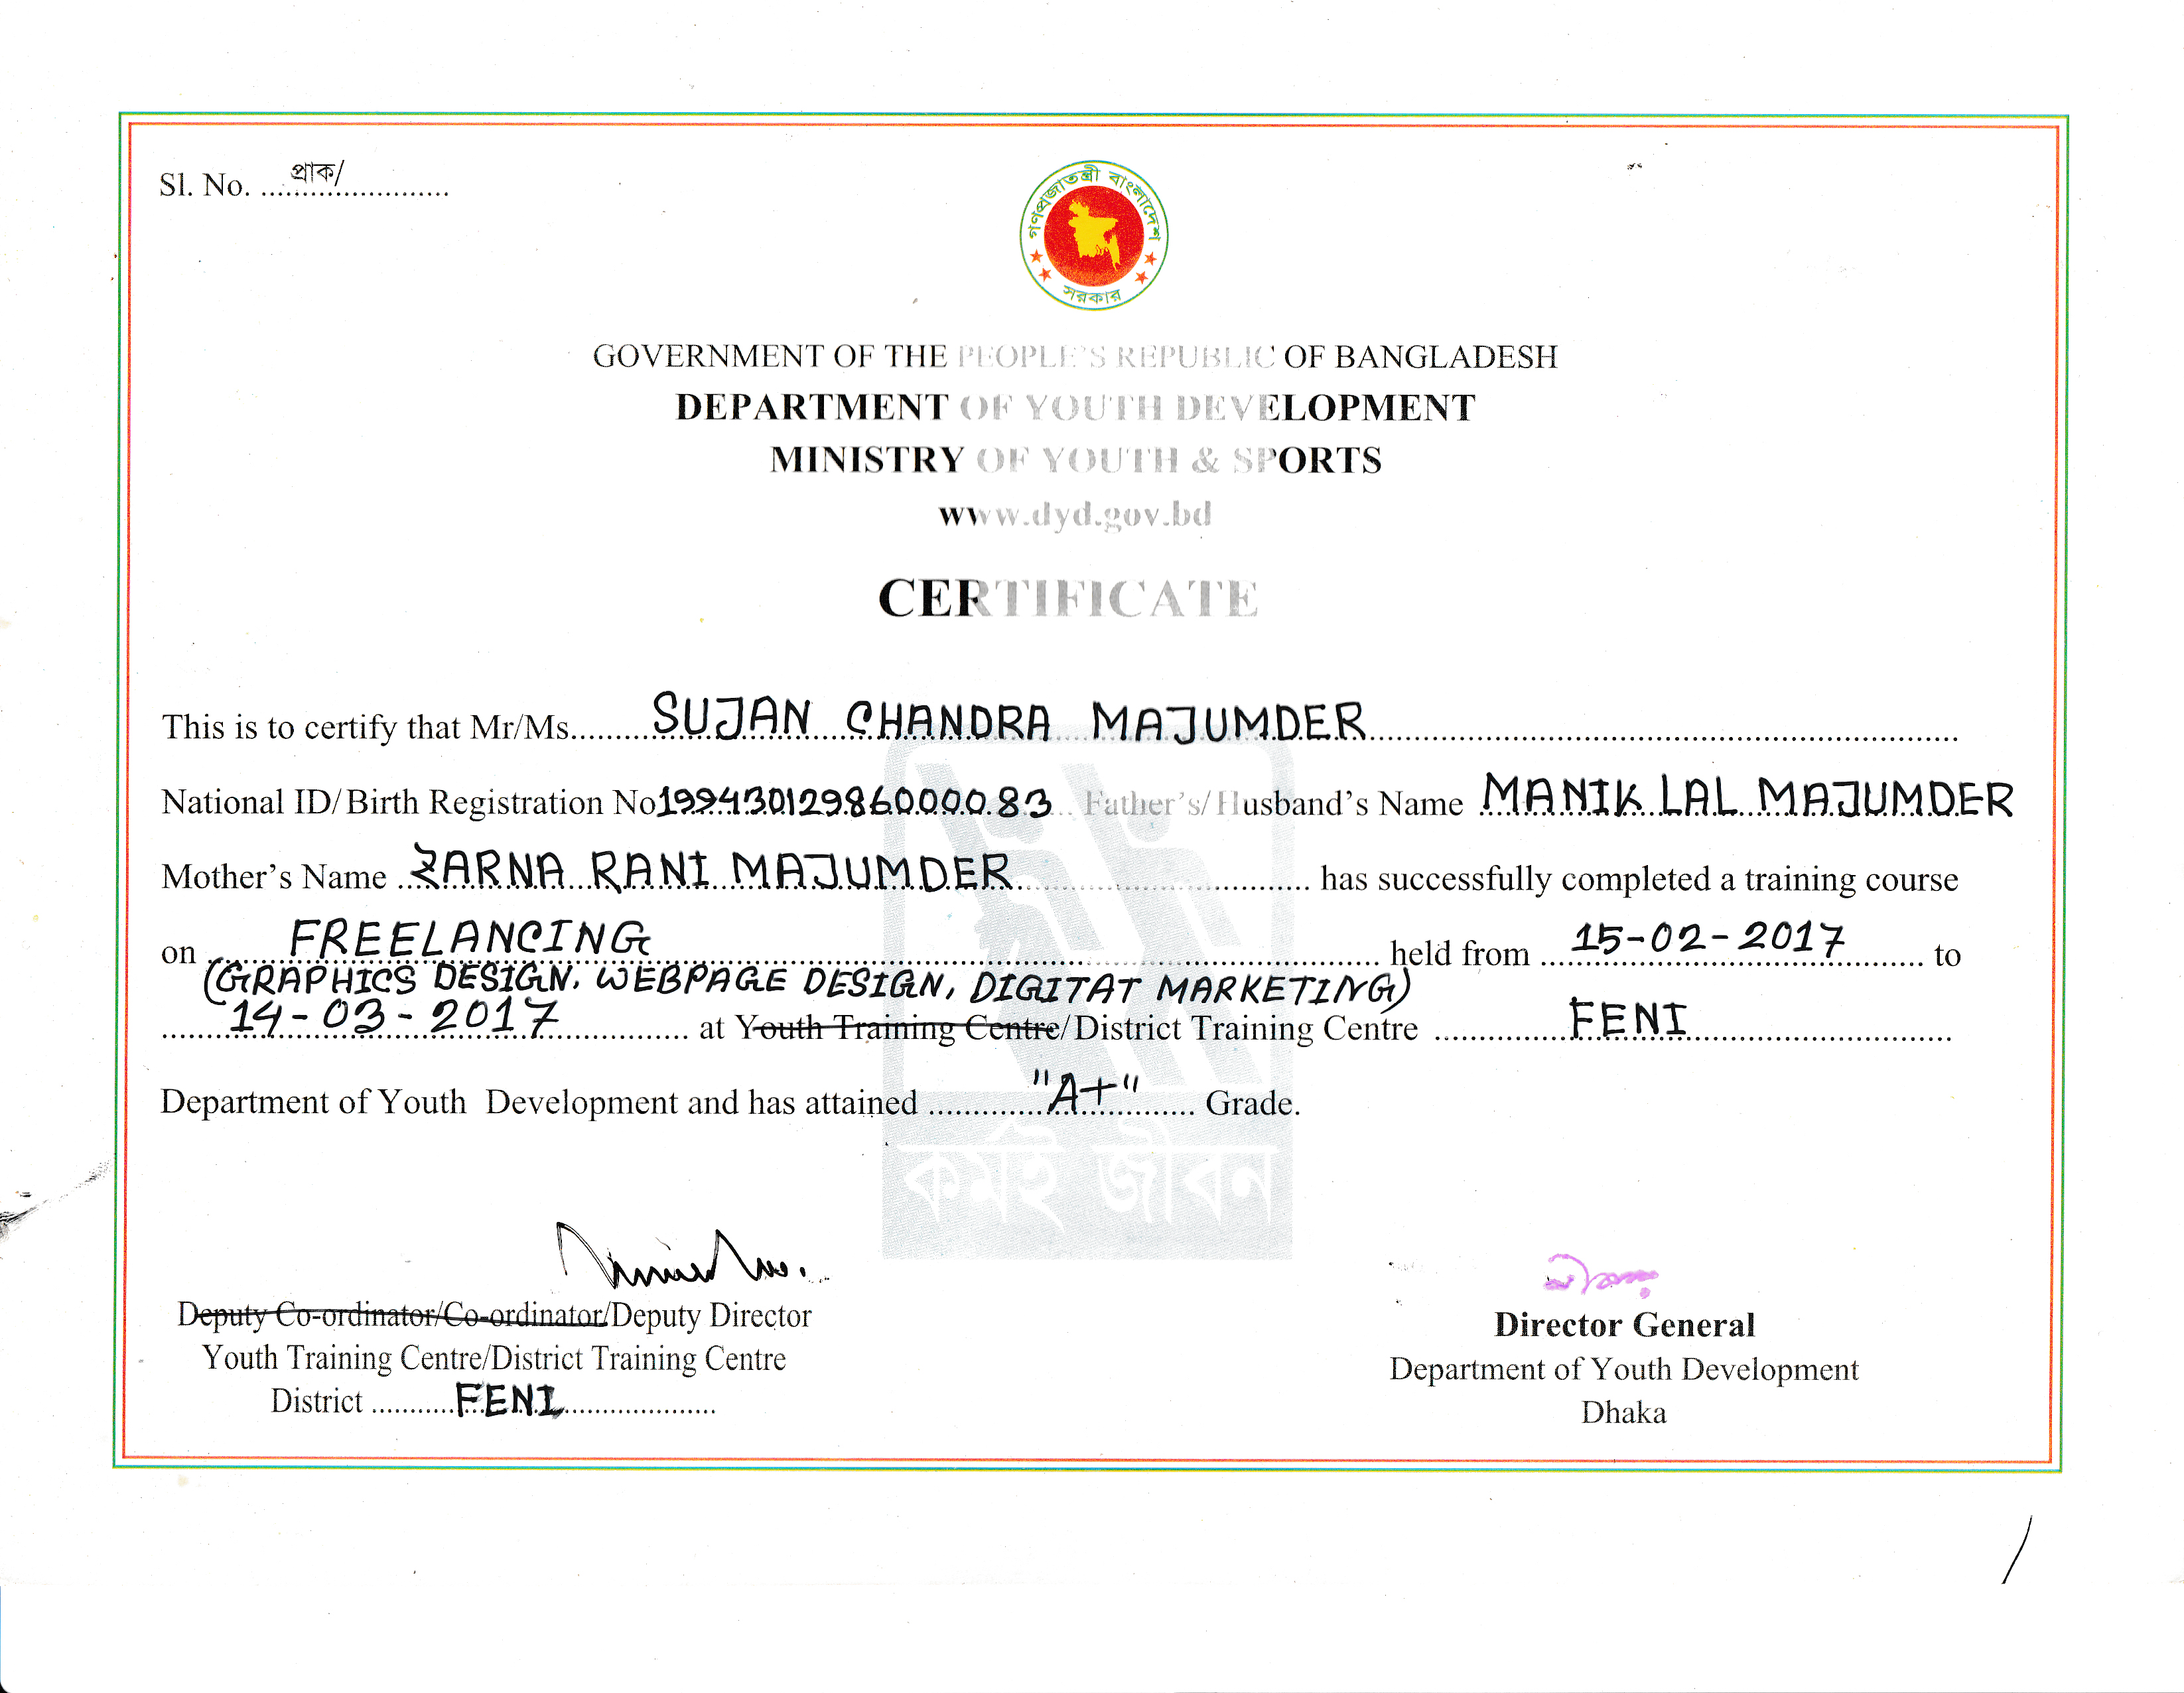 Sl. No. ....প্রাক/................
গণপ্রজাতন্ত্রী বাংলাদেশ
সরকার
GOVERNMENT OF THE PEOPLE'S REPUBLIC OF BANGLADESH
DEPARTMENT OF YOUTH DEVELOPMENT
MINISTRY OF YOUTH & SPORTS
www.dyd.gov.bd
CERTIFICATE
This is to certify that Mr/Ms. SUJAN CHANDRA MAJUMDER
National ID/Birth Registration No 19943012986000083 Father's/Husband's Name MANIK LAL MAJUMDER
Mother's Name ZARNA RANI MAJUMDER has successfully completed a training course
on FREELANCING held from 15-02-2017 to
(GRAPHICS DESIGN, WEBPAGE DESIGN, DIGITAT MARKETING)
14-03-2017 at Youth Training Centre/District Training Centre FENI
Department of Youth Development and has attained "A+" Grade.
কর্মই জীবন
Deputy Co-ordinator/Co-ordinator/Deputy Director
Youth Training Centre/District Training Centre
District FENI
Director General
Department of Youth Development
Dhaka